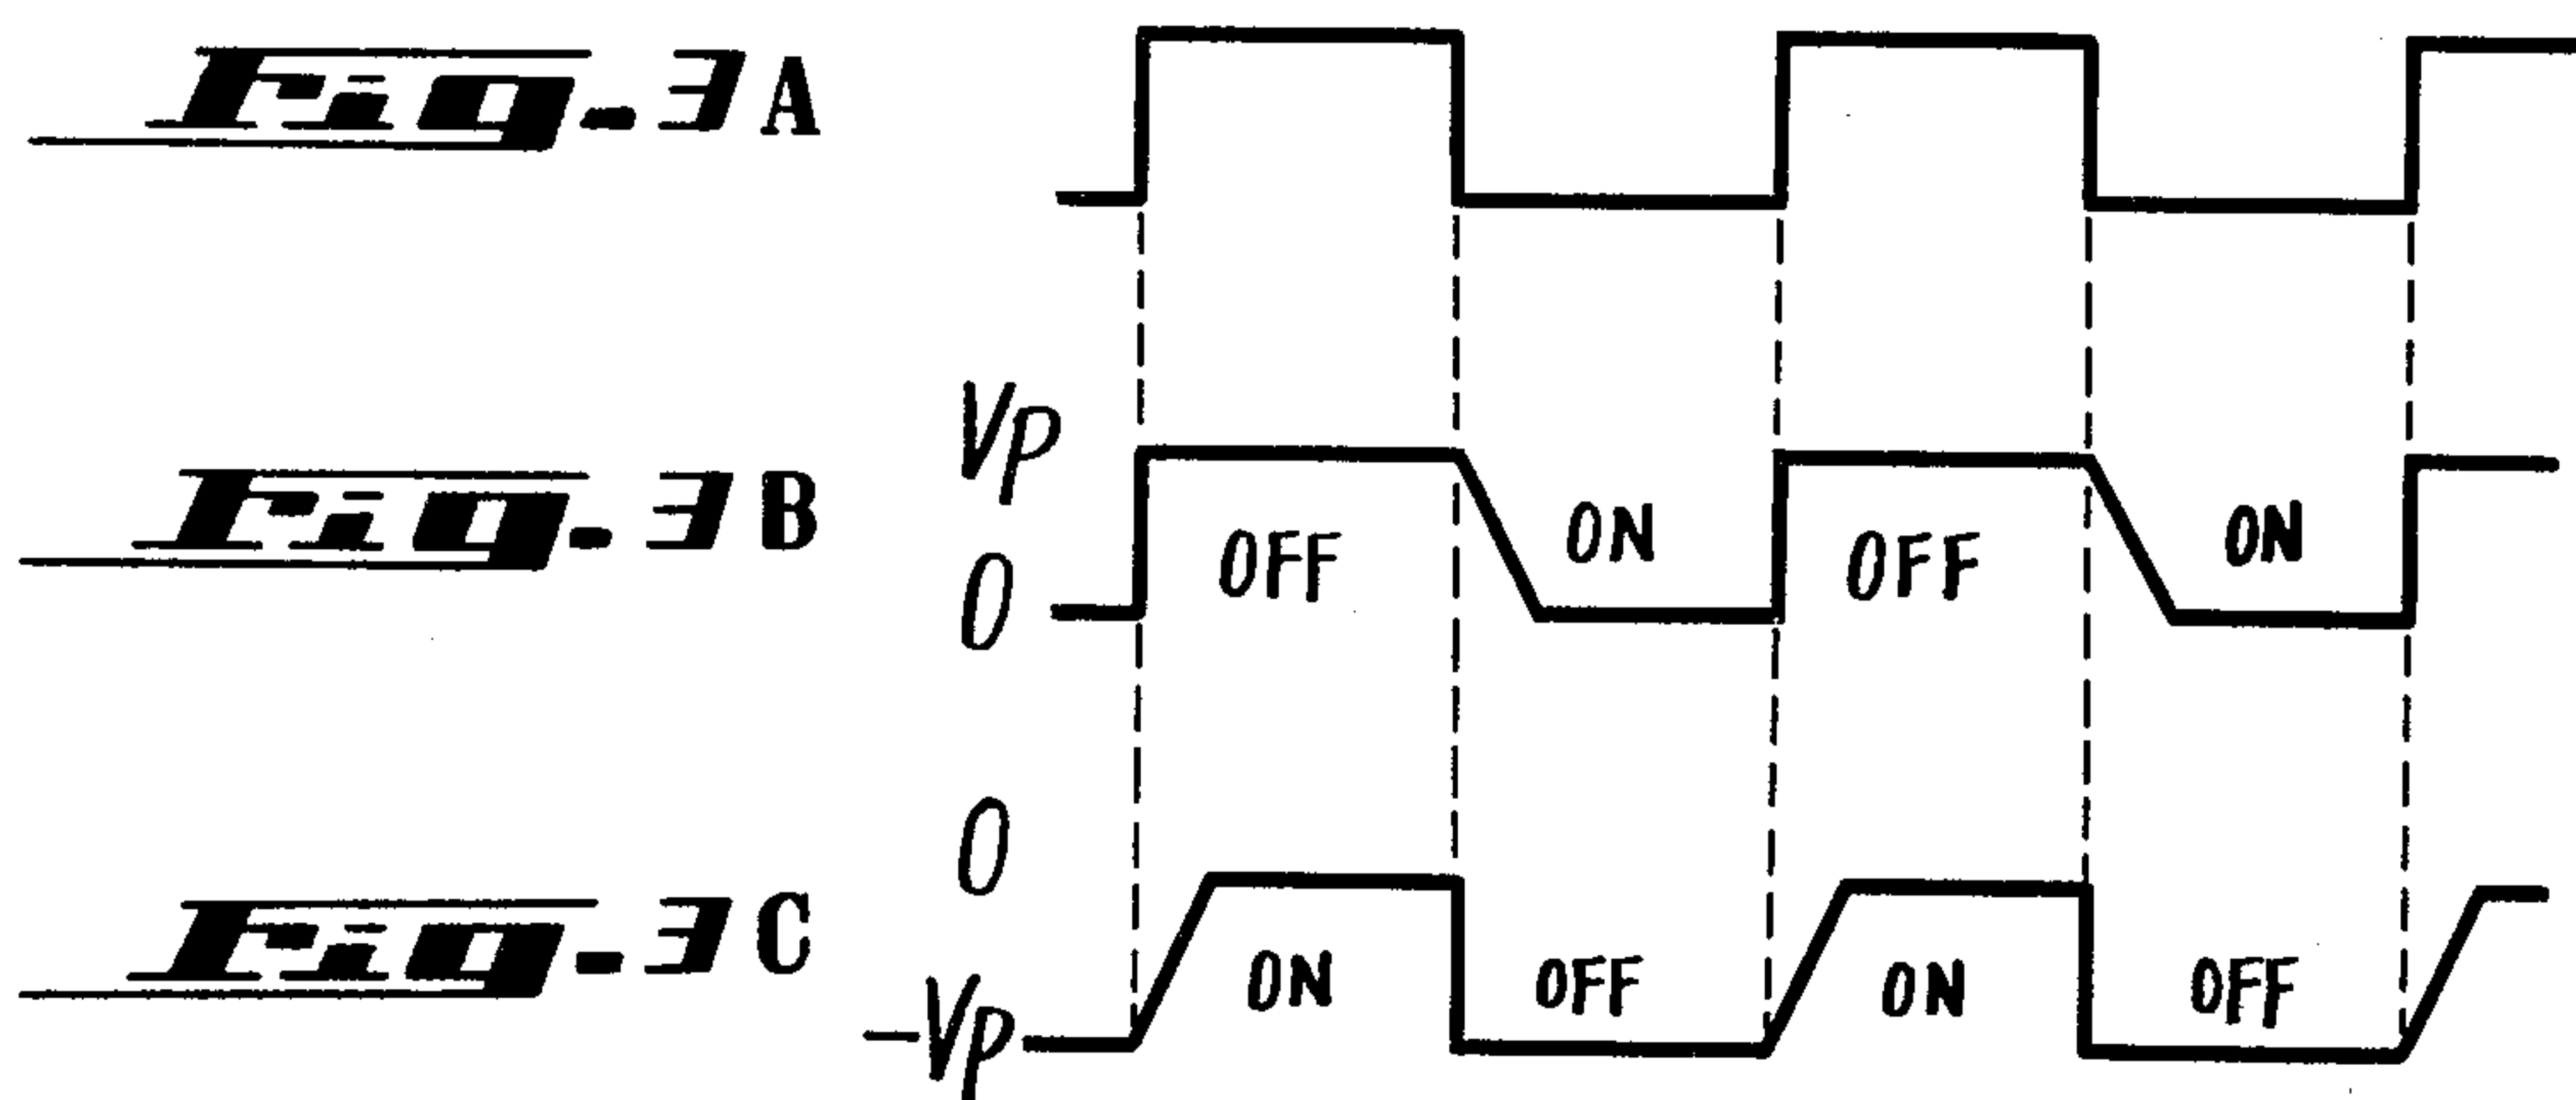 Fig. 3A
Vp
Fig. 3B
0
OFF ON OFF ON
0
Fig. 3C
-Vp
ON OFF ON OFF